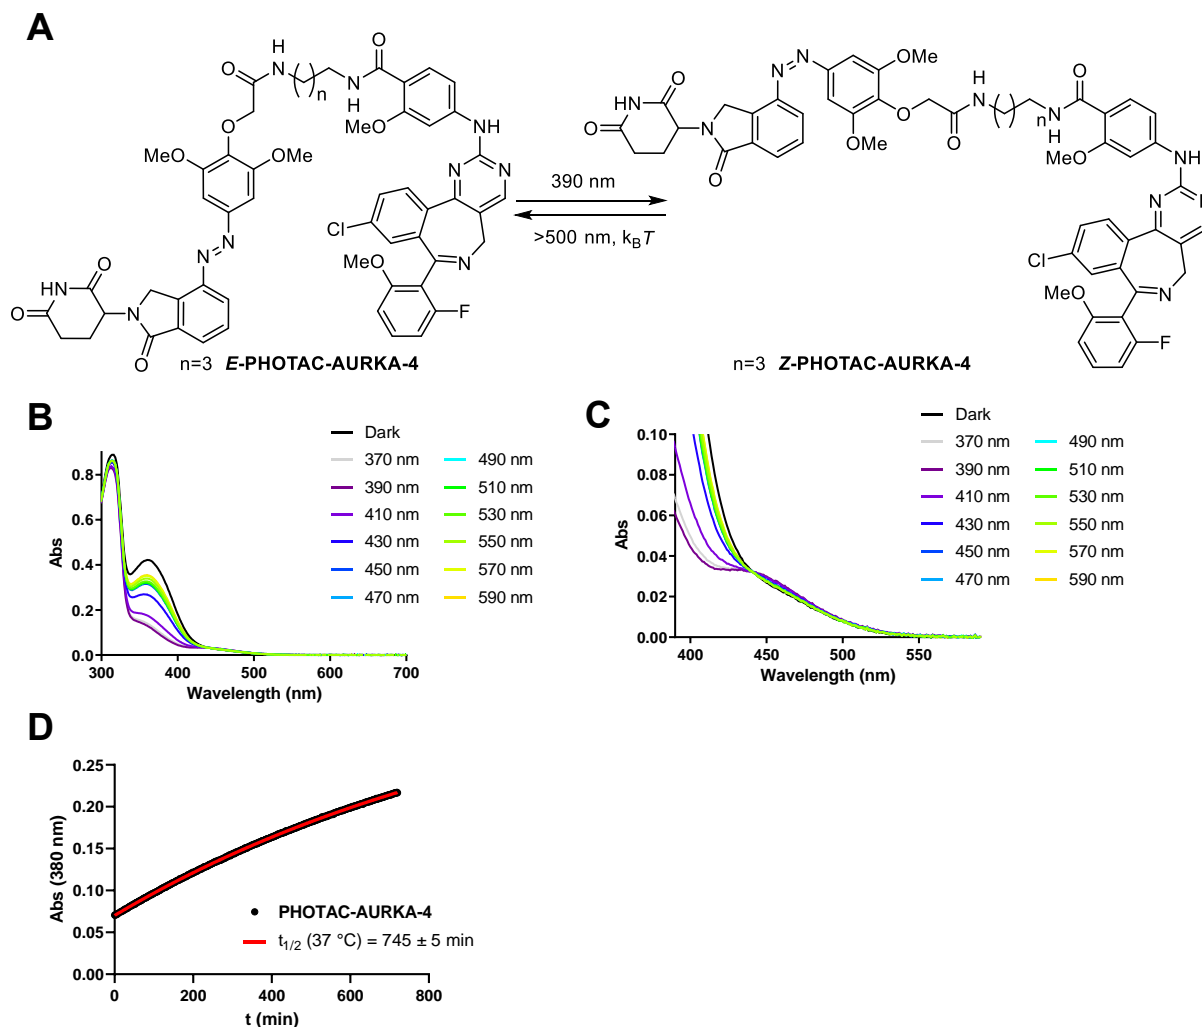 A
O
H
N
( )
n
N
H
O
MeO
NH
O
MeO
OMe
N
N
Cl
N
MeO
F
N
N
O
NH
O
N
O
n=3 E-PHOTAC-AURKA-4
390 nm
>500 nm, kBT
O
NH
O
N
O
N
N
OMe
O
OMe
O
H
N
( )
n
N
H
O
MeO
NH
N
N
Cl
N
MeO
F
n=3 Z-PHOTAC-AURKA-4
B
Abs
0.8
0.6
0.4
0.2
0.0
300 400 500 600 700
Wavelength (nm)
Dark
370 nm 490 nm
390 nm 510 nm
410 nm 530 nm
430 nm 550 nm
450 nm 570 nm
470 nm 590 nm
C
Abs
0.10
0.08
0.06
0.04
0.02
0.00
400 450 500 550
Wavelength (nm)
Dark
370 nm 490 nm
390 nm 510 nm
410 nm 530 nm
430 nm 550 nm
450 nm 570 nm
470 nm 590 nm
D
Abs (380 nm)
0.25
0.20
0.15
0.10
0.05
0.00
0 200 400 600 800
t (min)
PHOTAC-AURKA-4
t1/2 (37 °C) = 745 ± 5 min